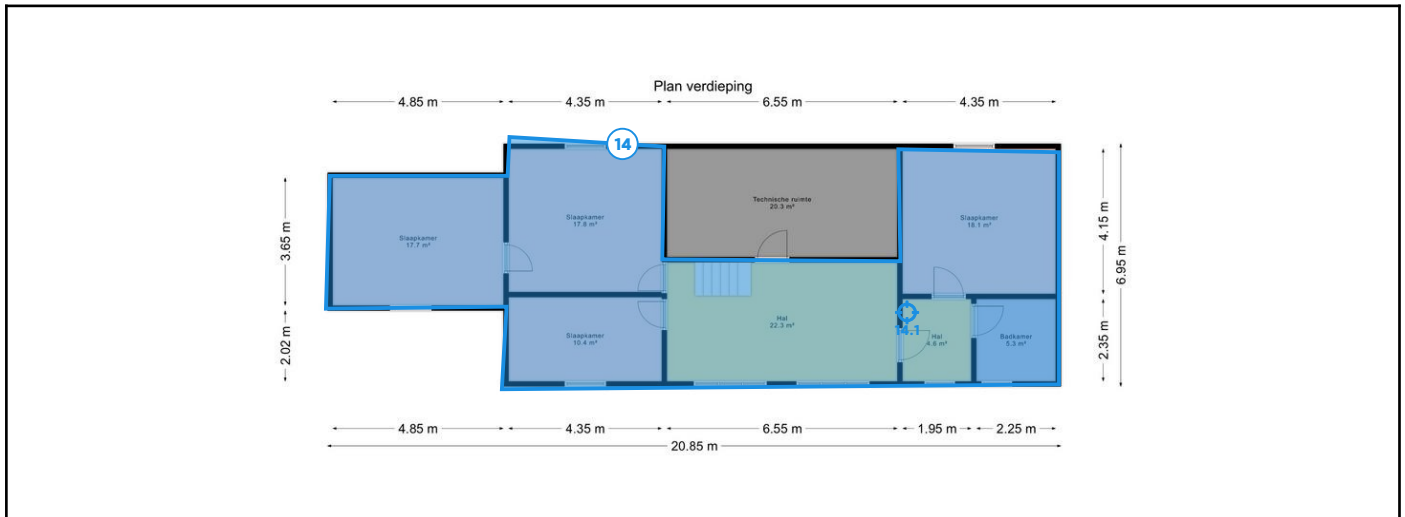 Plan verdieping
4.85 m
4.35 m
6.55 m
4.35 m
14
Technische ruimte
20.3 m²
Slaapkamer
17.8 m²
Slaapkamer
18.1 m²
Slaapkamer
17.7 m²
3.65 m
4.15 m
6.95 m
Hal
22.3 m²
14.1
Slaapkamer
10.4 m²
Hal
4.6 m²
Badkamer
5.3 m²
2.02 m
2.35 m
4.85 m
4.35 m
6.55 m
1.95 m
2.25 m
20.85 m